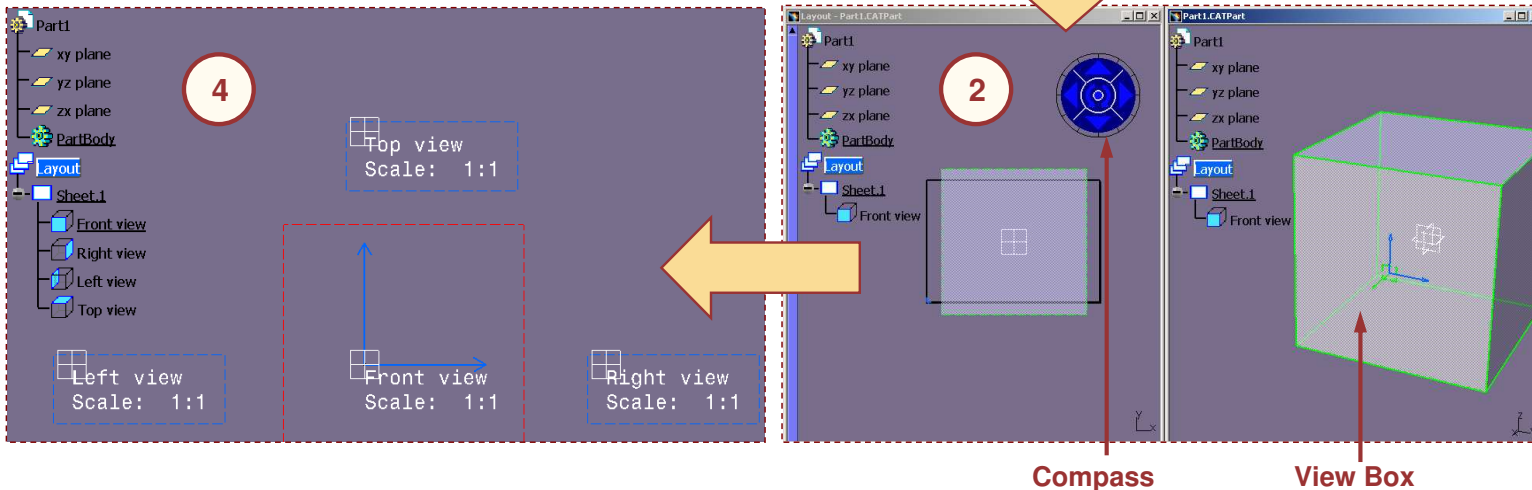 Part1
xy plane
yz plane
zx plane
PartBody
Layout
Sheet.1
Front view
Right view
Left view
Top view
4
Top view
Scale: 1:1
Left view
Scale: 1:1
Front view
Scale: 1:1
Right view
Scale: 1:1
Layout - Part1.CATPart
Part1
xy plane
yz plane
zx plane
PartBody
Layout
Sheet.1
Front view
2
y
x
Part1.CATPart
Part1
xy plane
yz plane
zx plane
PartBody
Layout
Sheet.1
Front view
z
Compass
View Box